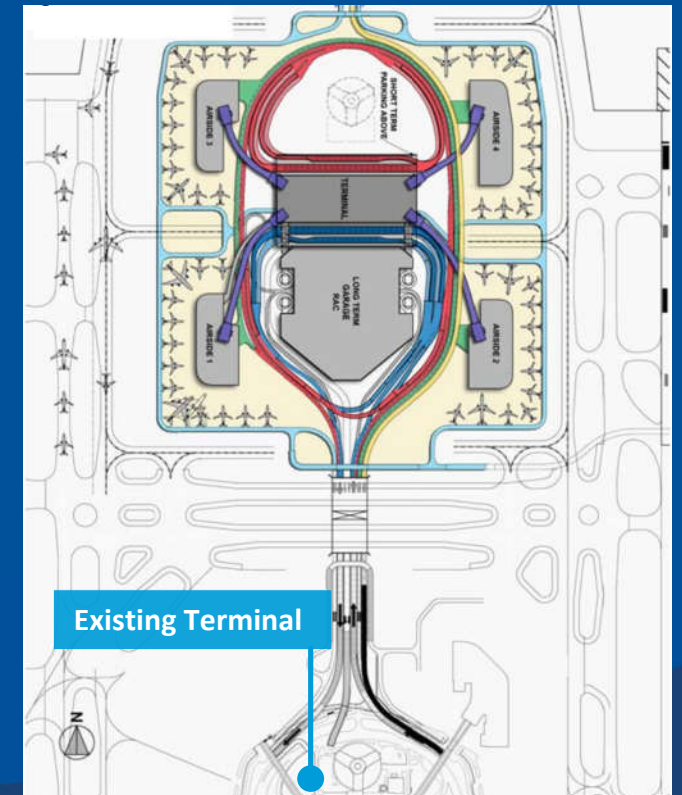 SHORT TERM
PARKING ABOVE
AIRSIDE 3
AIRSIDE 4
TERMINAL
LONG TERM
GARAGE
RAC
AIRSIDE 1
AIRSIDE 2
Existing Terminal
N